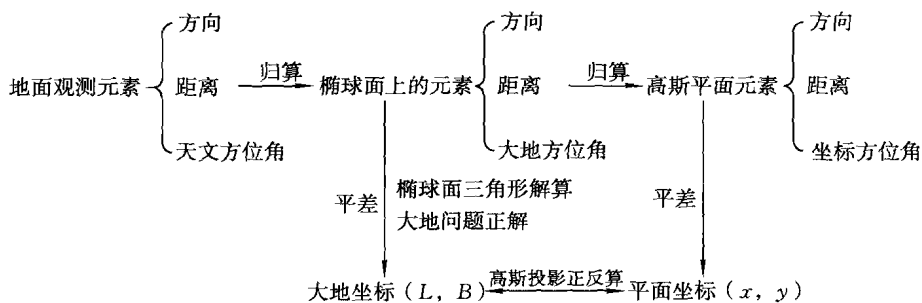 方向 方向 方向
地面观测元素 距离 归算 椭球面上的元素 距离 归算 高斯平面元素 距离
天文方位角 大地方位角 坐标方位角
平差 椭球面三角形解算 平差
大地问题正解
大地坐标（L，B） 高斯投影正反算 平面坐标（x，y）